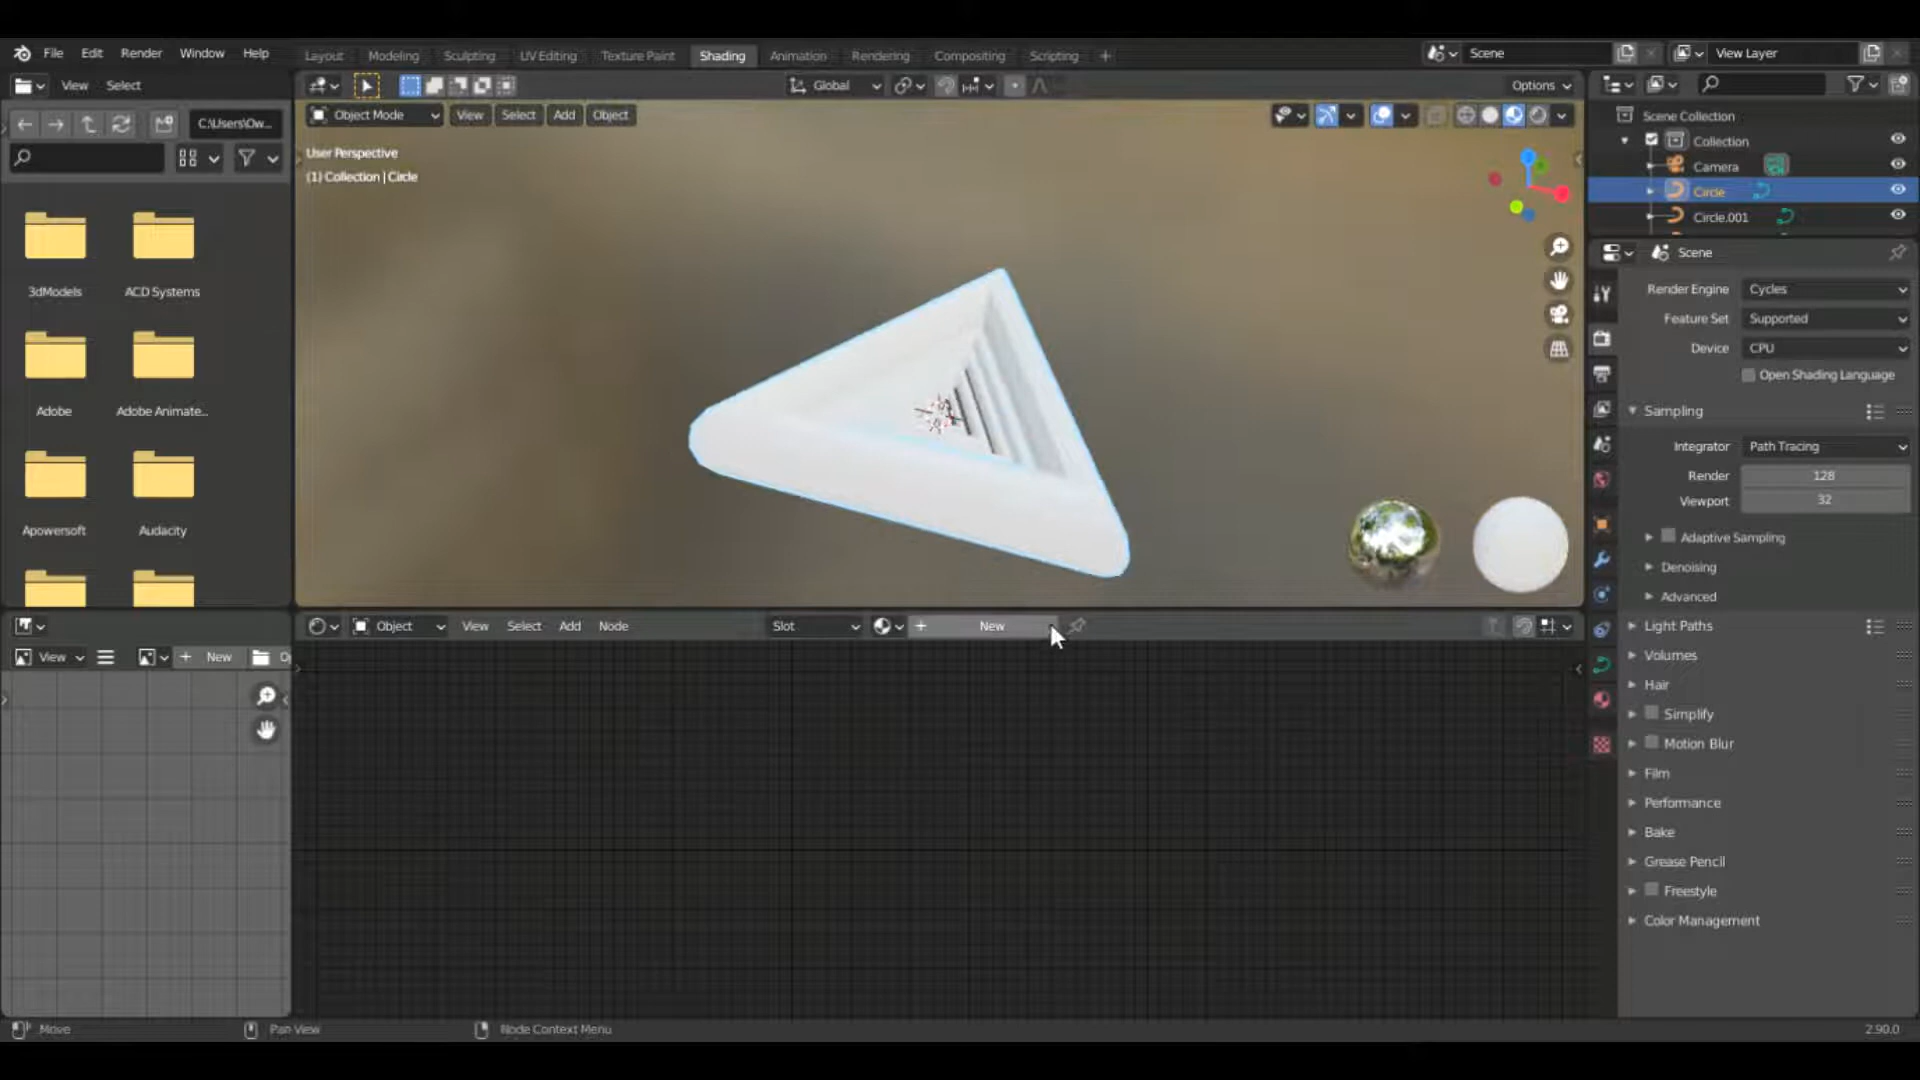 File Edit Render Window Help Layout Modeling Sculpting UV Editing Texture Paint Shading Animation Rendering Compositing Scripting + Scene View Layer
View Select Global Options
C:\Users\Ow...
Object Mode View Select Add Object
User Perspective
(1) Collection | Circle
3dModels ACD Systems
Adobe Adobe Animate...
Apowersoft Audacity
Scene Collection
Collection
Camera
Circle
Circle.001
Scene
Render Engine Cycles
Feature Set Supported
Device CPU
Open Shading Language
Sampling
Integrator Path Tracing
Render 128
Viewport 32
Adaptive Sampling
Denoising
Advanced
Light Paths
Volumes
Hair
Simplify
Motion Blur
Film
Performance
Bake
Grease Pencil
Freestyle
Color Management
Object View Select Add Node Slot + New
View + New
Move Pan View Node Context Menu 2.90.0